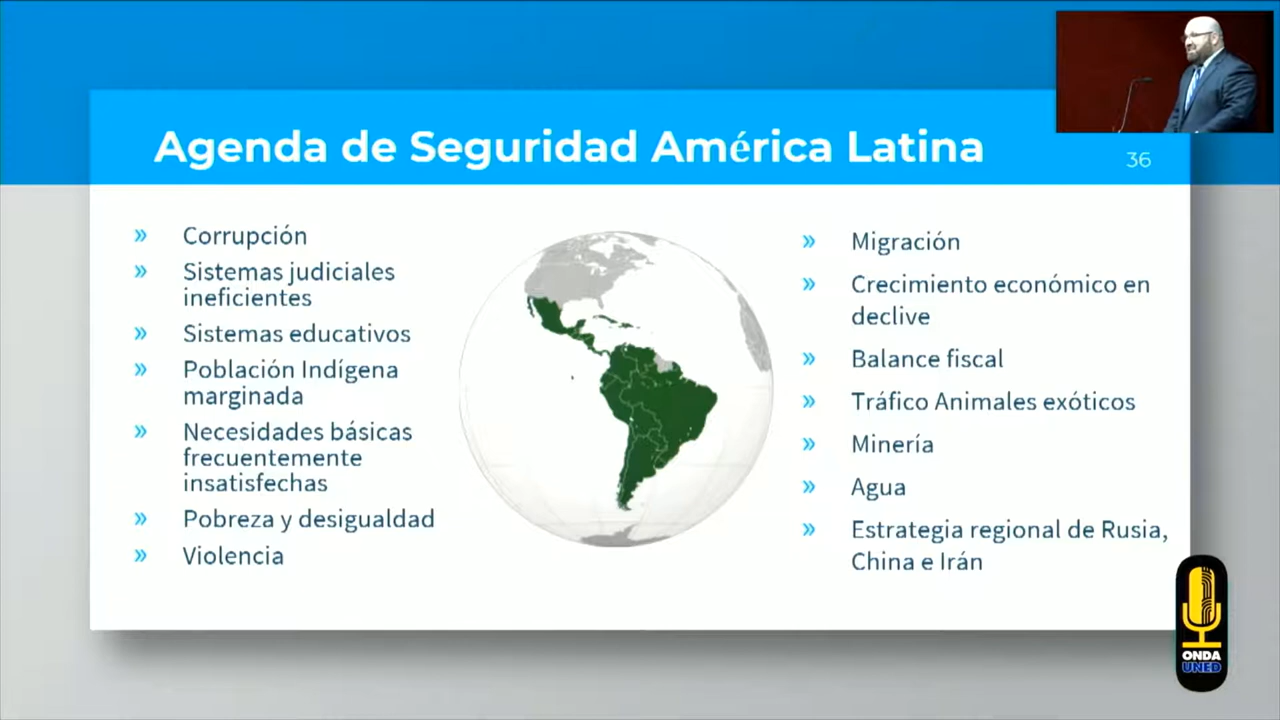 Agenda de Seguridad América Latina
36
» Corrupción
» Sistemas judiciales
ineficientes
» Sistemas educativos
» Población Indígena
marginada
» Necesidades básicas
frecuentemente
insatisfechas
» Pobreza y desigualdad
» Violencia
» Migración
» Crecimiento económico en
declive
» Balance fiscal
» Tráfico Animales exóticos
» Minería
» Agua
» Estrategia regional de Rusia,
China e Irán
ONDA
UNED